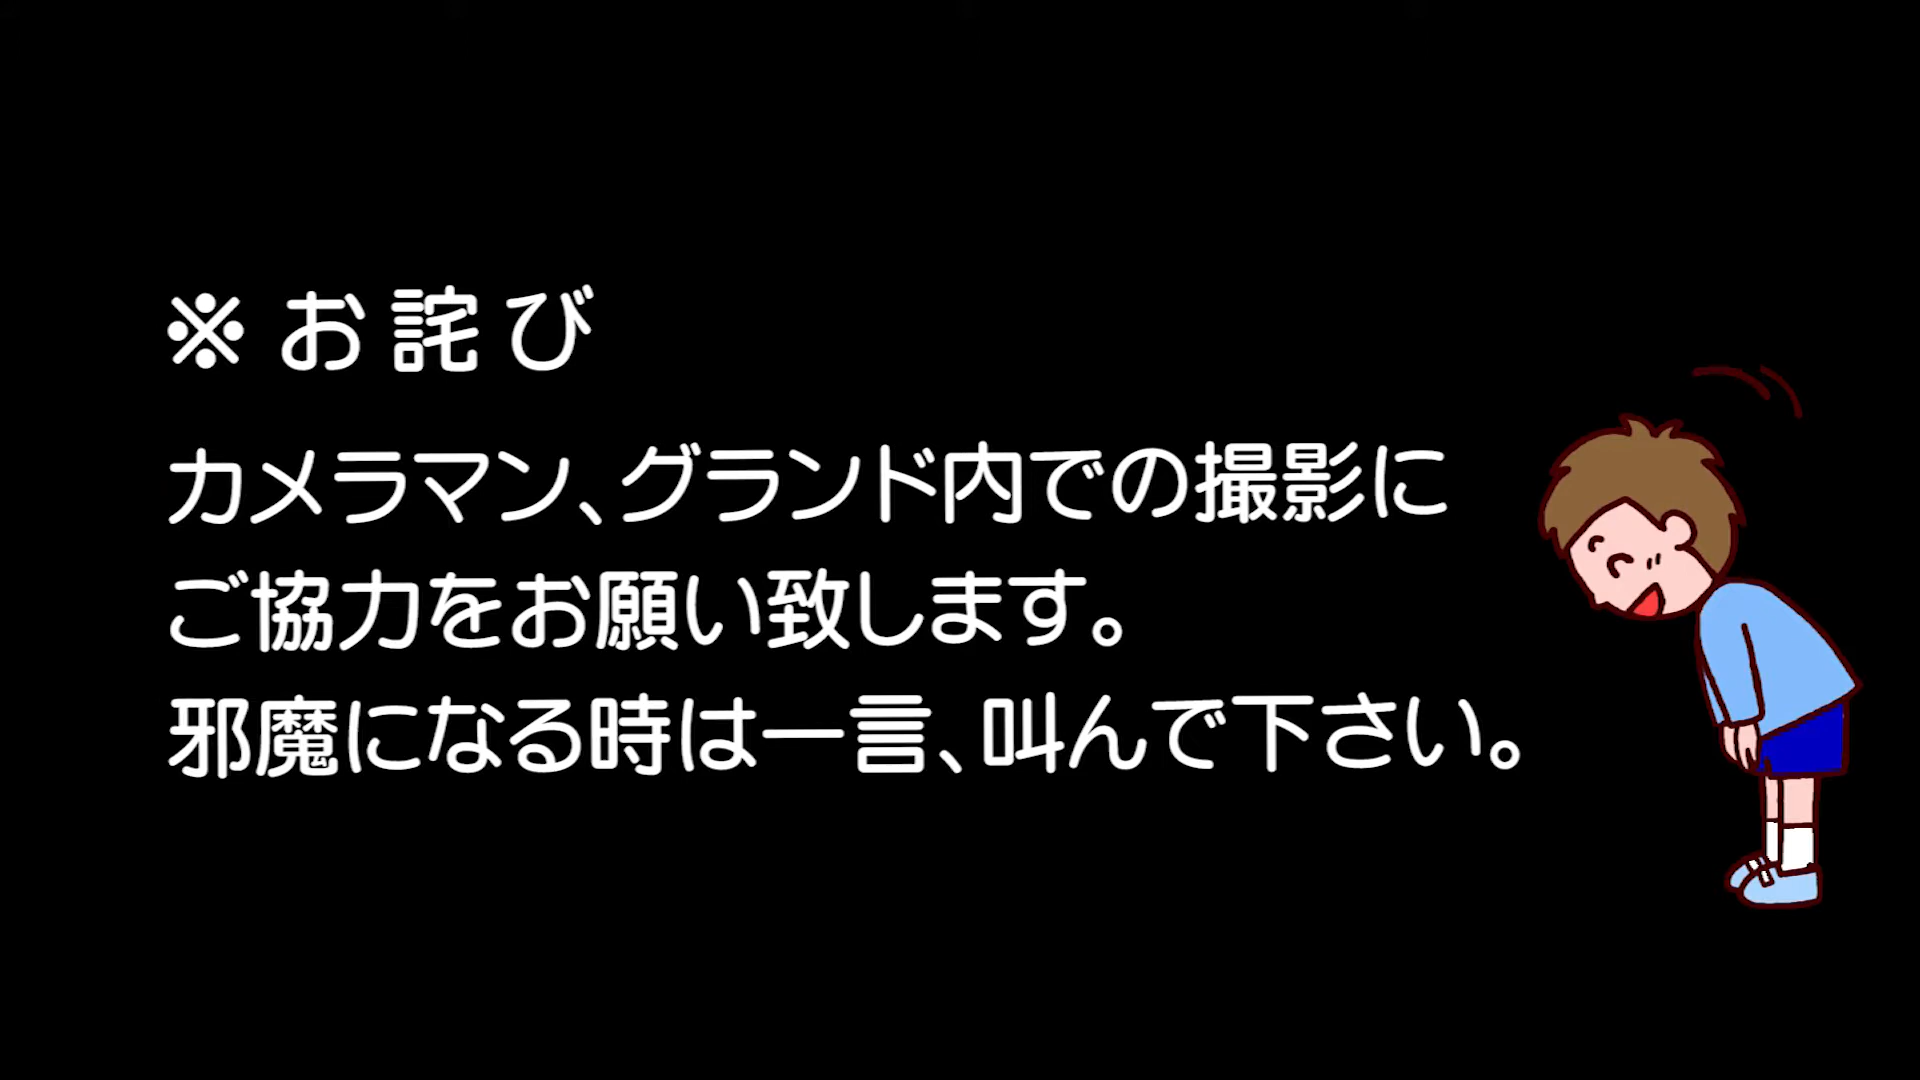 ※ お 詫 び
カメラマン、グランド内での撮影に
ご協力をお願い致します。
邪魔になる時は一言、叫んで下さい。